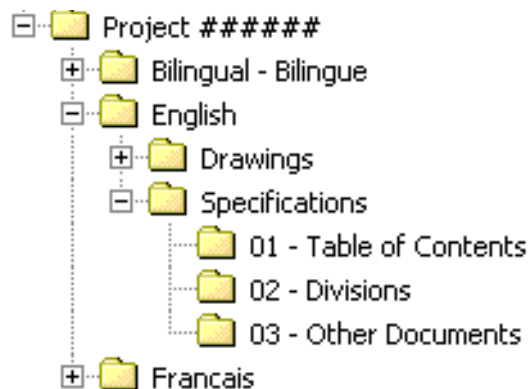 Project ######
Bilingual - Bilingue
English
Drawings
Specifications
01 - Table of Contents
02 - Divisions
03 - Other Documents
Francais